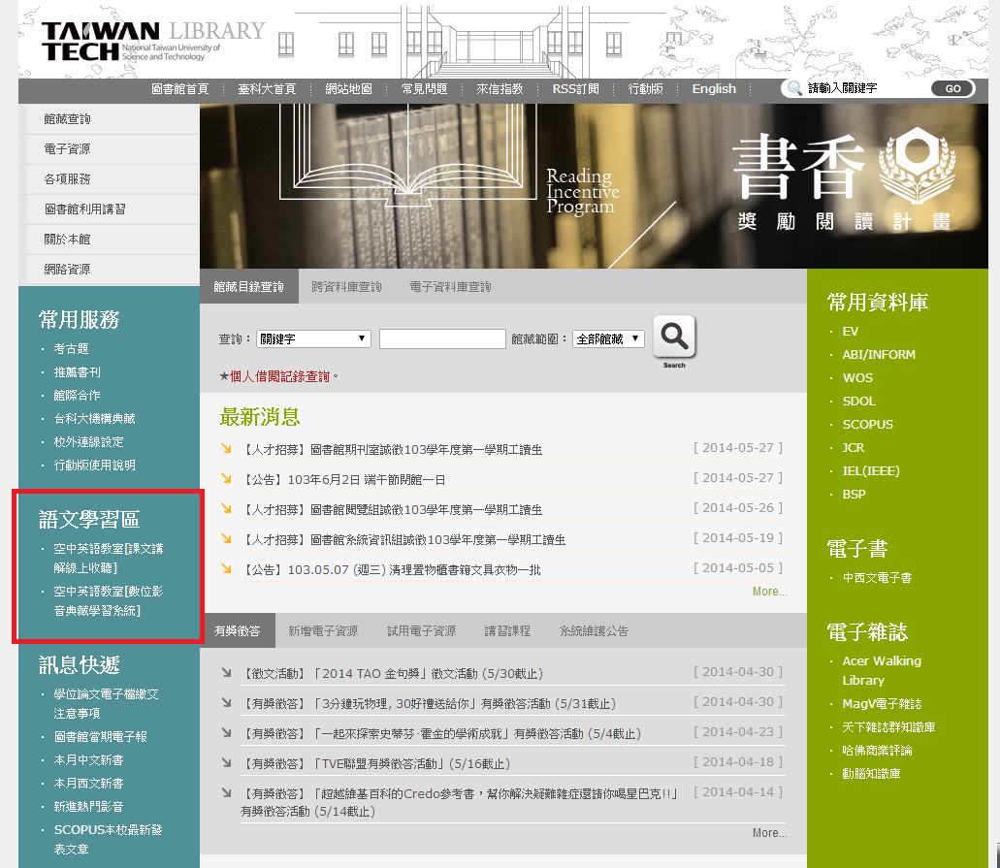 TAIWAN LIBRARY
TECH National Taiwan University of
Science and Technology
圖書館首頁 臺科大首頁 網站地圖 常見問題 來信指教 RSS訂閱 行動版 English 請輸入關鍵字 GO
館藏查詢
電子資源
各項服務
圖書館利用講習
關於本館
網路資源
Reading
Incentive
Program
書香
獎勵閱讀計畫
常用服務
· 考古題
· 推薦書刊
· 館際合作
· 台科大機構典藏
· 校外連線設定
· 行動版使用說明
語文學習區
· 空中英語教室[課文講
解線上收聽]
· 空中英語教室[數位影
音典藏學習系統]
訊息快遞
· 學位論文電子檔繳交
注意事項
· 圖書館當期電子報
· 本月中文新書
· 本月西文新書
· 新進熱門影音
· SCOPUS本校最新發
表文章
館藏目錄查詢 跨資料庫查詢 電子資料庫查詢
查詢： 關鍵字 館藏範圍： 全部館藏
Search
★個人借閱記錄查詢。
最新消息
【人才招募】圖書館期刊室誠徵103學年度第一學期工讀生 [ 2014-05-27 ]
【公告】103年6月2日 端午節閉館一日 [ 2014-05-27 ]
【人才招募】圖書館閱覽組誠徵103學年度第一學期工讀生 [ 2014-05-26 ]
【人才招募】圖書館系統資訊組誠徵103學年度第一學期工讀生 [ 2014-05-19 ]
【公告】103.05.07 (週三) 清理置物櫃書籍文具衣物一批 [ 2014-05-05 ]
More...
有獎徵答 新增電子資源 試用電子資源 講習課程 系統維護公告
【徵文活動】「2014 TAO 金句獎」徵文活動 (5/30截止) [ 2014-04-30 ]
【有獎徵答】「3分鐘玩物理, 30好禮送給你」有獎徵答活動 (5/31截止) [ 2014-04-30 ]
【有獎徵答】「一起來探索史蒂芬·霍金的學術成就」有獎徵答活動 (5/4截止) [ 2014-04-23 ]
【有獎徵答】「TVE聯盟有獎徵答活動」(5/16截止) [ 2014-04-18 ]
【有獎徵答】「超越維基百科的Credo參考書，幫你解決疑難雜症還請你喝星巴克!!」 [ 2014-04-14 ]
有獎徵答活動 (5/14截止)
More...
常用資料庫
· EV
· ABI/INFORM
· WOS
· SDOL
· SCOPUS
· JCR
· IEL(IEEE)
· BSP
電子書
· 中西文電子書
電子雜誌
· Acer Walking
Library
· MagV電子雜誌
· 天下雜誌群知識庫
· 哈佛商業評論
· 動腦知識庫